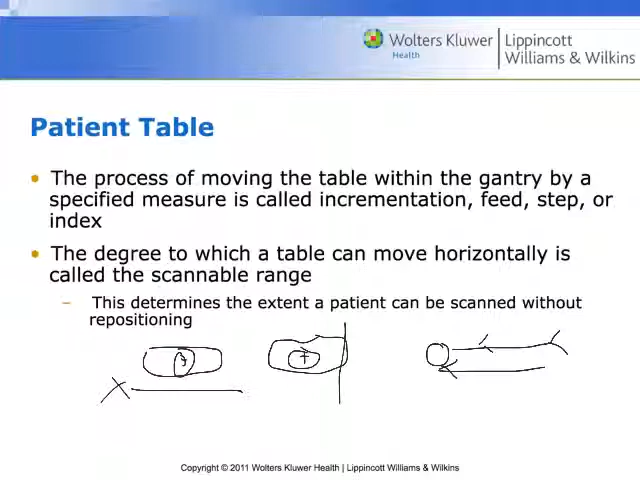 Wolters Kluwer
Health
Lippincott
Williams & Wilkins
Patient Table
• The process of moving the table within the gantry by a
specified measure is called incrementation, feed, step, or
index
• The degree to which a table can move horizontally is
called the scannable range
– This determines the extent a patient can be scanned without
repositioning
Copyright © 2011 Wolters Kluwer Health | Lippincott Williams & Wilkins